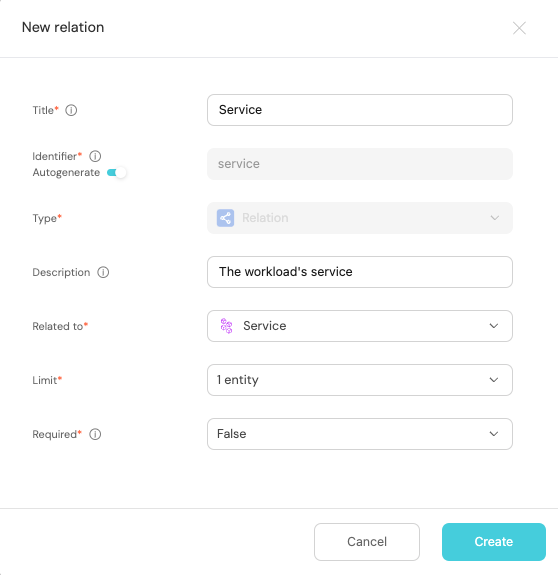 New relation
Title*
Service
Identifier*
Autogenerate
service
Type*
Relation
Description
The workload's service
Related to*
Service
Limit*
1 entity
Required*
False
Cancel
Create